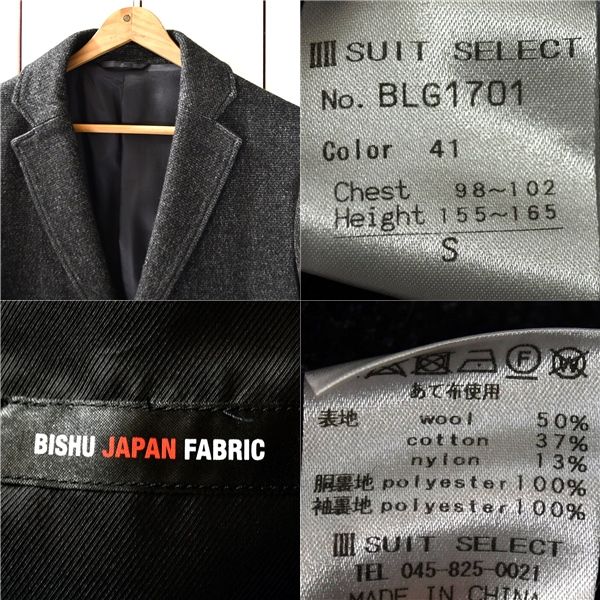 SUIT SELECT
No. BLG1701
Color 41
Chest 98~102
Height 155~165
S
BISHU JAPAN FABRIC
あて布使用
表地 wool 50%
cotton 37%
nylon 13%
胴裏地 polyester 100%
袖裏地 polyester 100%
SUIT SELECT
TEL 045-825-0021
MADE IN CHINA